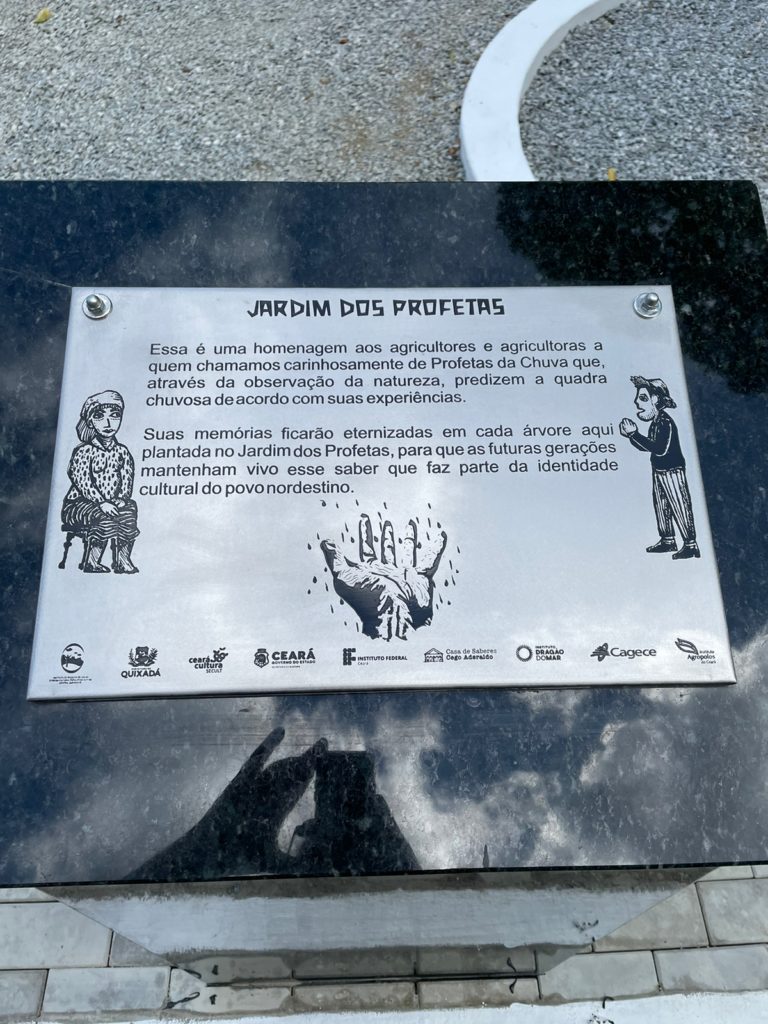 JARDIM DOS PROFETAS
Essa é uma homenagem aos agricultores e agricultoras a
quem chamamos carinhosamente de Profetas da Chuva que,
através da observação da natureza, predizem a quadra
chuvosa de acordo com suas experiências.
Suas memórias ficarão eternizadas em cada árvore aqui
plantada no Jardim dos Profetas, para que as futuras gerações
mantenham vivo esse saber que faz parte da identidade
cultural do povo nordestino.
QUIXADÁ
ceará cultura SECULT
CEARÁ
GOVERNO DO ESTADO
INSTITUTO FEDERAL
Ceará
Casa de Saberes
Cego Aderaldo
INSTITUTO
DRAGÃO
DO MAR
Cagece
Instituto
Agropolos
do Ceará